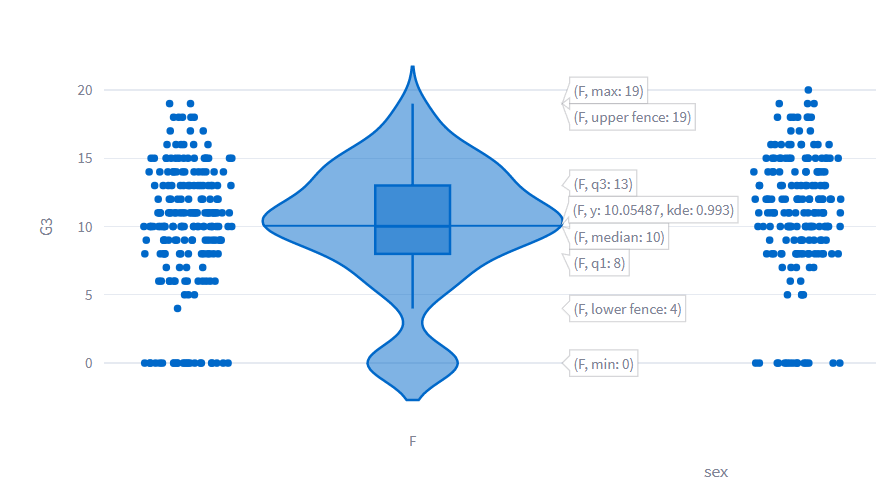 20
15
10
5
0
G3
(F, max: 19)
(F, upper fence: 19)
(F, q3: 13)
(F, y: 10.05487, kde: 0.993)
(F, median: 10)
(F, q1: 8)
(F, lower fence: 4)
(F, min: 0)
F
sex